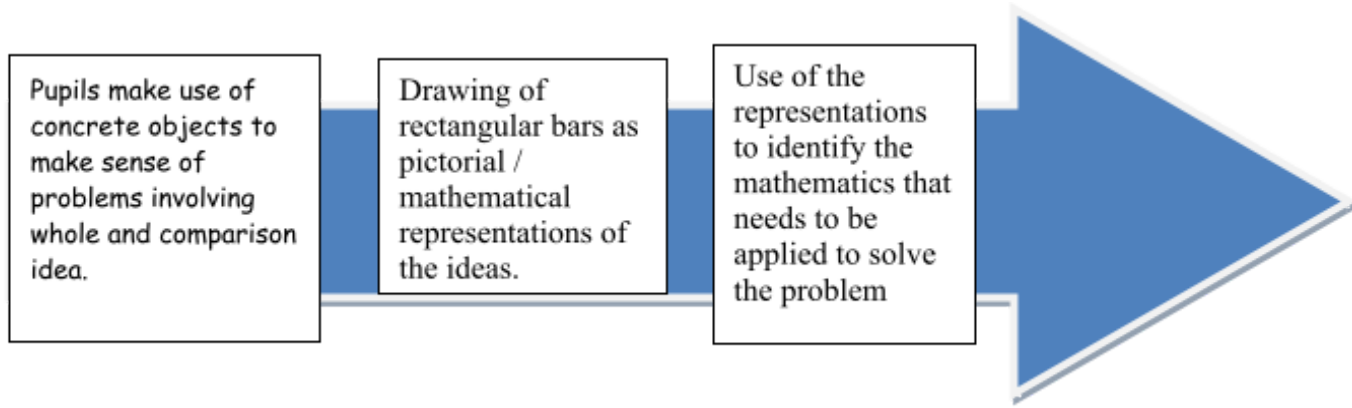 Pupils make use of
concrete objects to
make sense of
problems involving
whole and comparison
idea.
Drawing of
rectangular bars as
pictorial /
mathematical
representations of
the ideas.
Use of the
representations
to identify the
mathematics that
needs to be
applied to solve
the problem